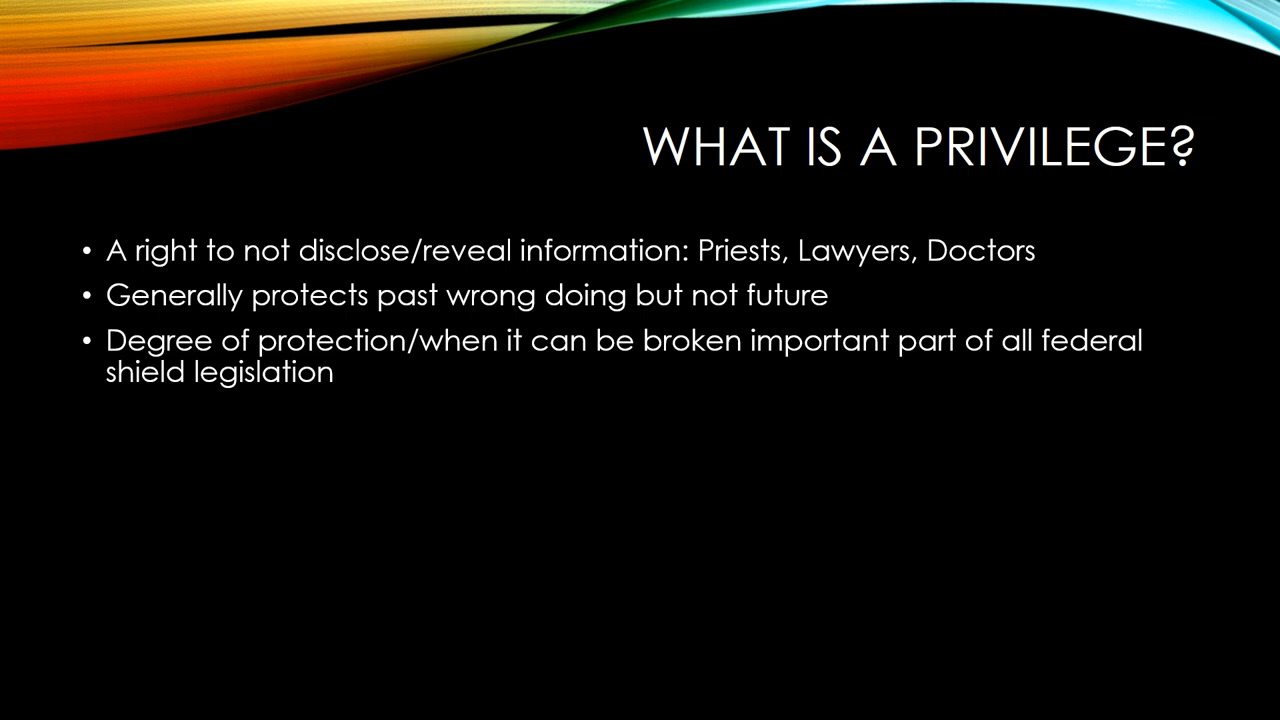 WHAT IS A PRIVILEGE?
• A right to not disclose/reveal information: Priests, Lawyers, Doctors
• Generally protects past wrong doing but not future
• Degree of protection/when it can be broken important part of all federal
shield legislation